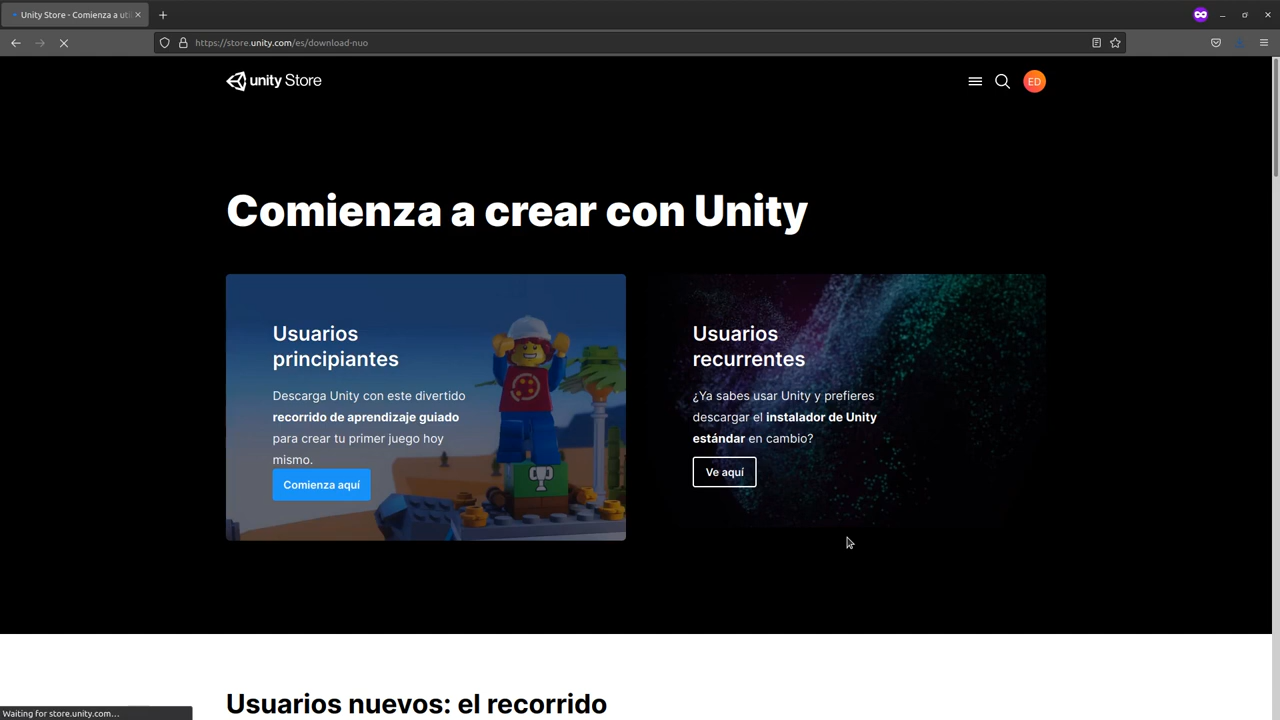 Unity Store - Comienza a uti
https://store.unity.com/es/download-nuo
unity Store
ED
Comienza a crear con Unity
Usuarios
principiantes
Descarga Unity con este divertido
recorrido de aprendizaje guiado
para crear tu primer juego hoy
mismo.
Comienza aquí
Usuarios
recurrentes
¿Ya sabes usar Unity y prefieres
descargar el instalador de Unity
estándar en cambio?
Ve aquí
Usuarios nuevos: el recorrido
Waiting for store.unity.com…